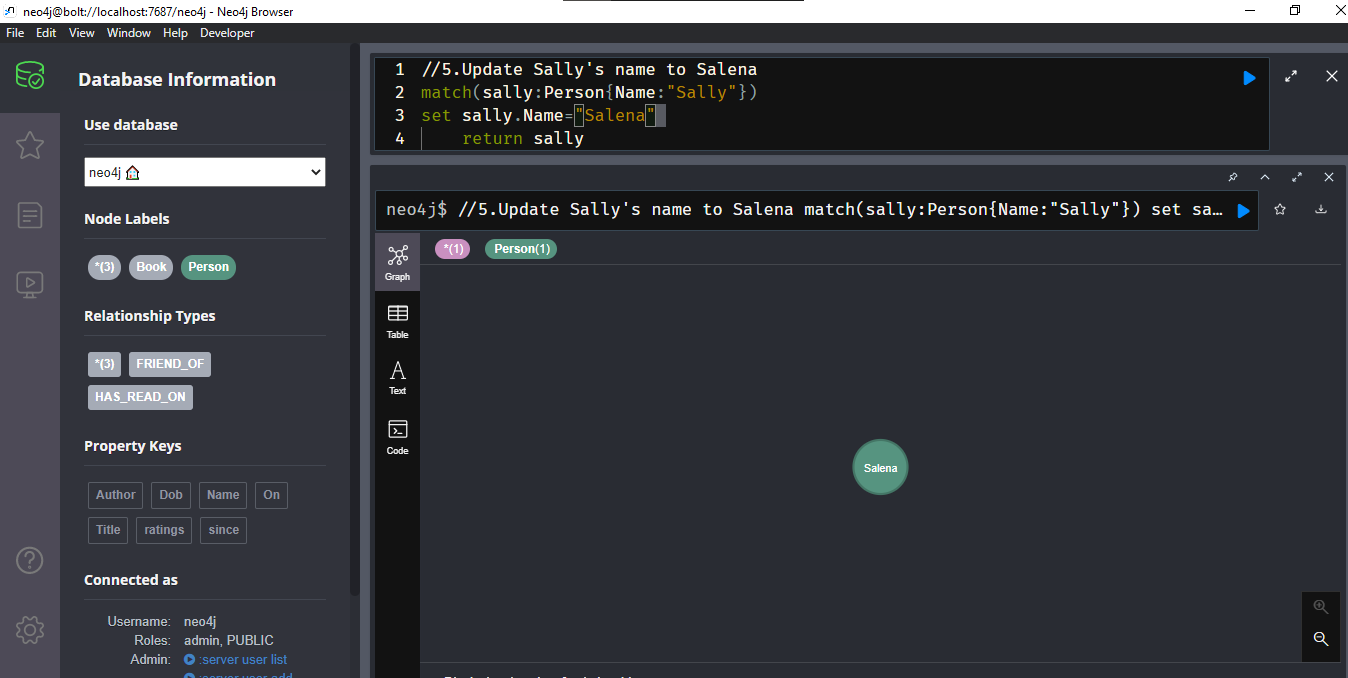 neo4j@bolt://localhost:7687/neo4j - Neo4j Browser
File Edit View Window Help Developer
Database Information
Use database
neo4j
Node Labels
*(3) Book Person
Relationship Types
*(3) FRIEND_OF
HAS_READ_ON
Property Keys
Author Dob Name On
Title ratings since
Connected as
Username: neo4j
Roles: admin, PUBLIC
Admin: :server user list
:server user add
1 //5.Update Sally's name to Salena
2 match(sally:Person{Name:"Sally"})
3 set sally.Name="Salena"
4 return sally
neo4j$ //5.Update Sally's name to Salena match(sally:Person{Name:"Sally"}) set sa…
*(1) Person(1)
Graph
Table
Text
Code
Salena